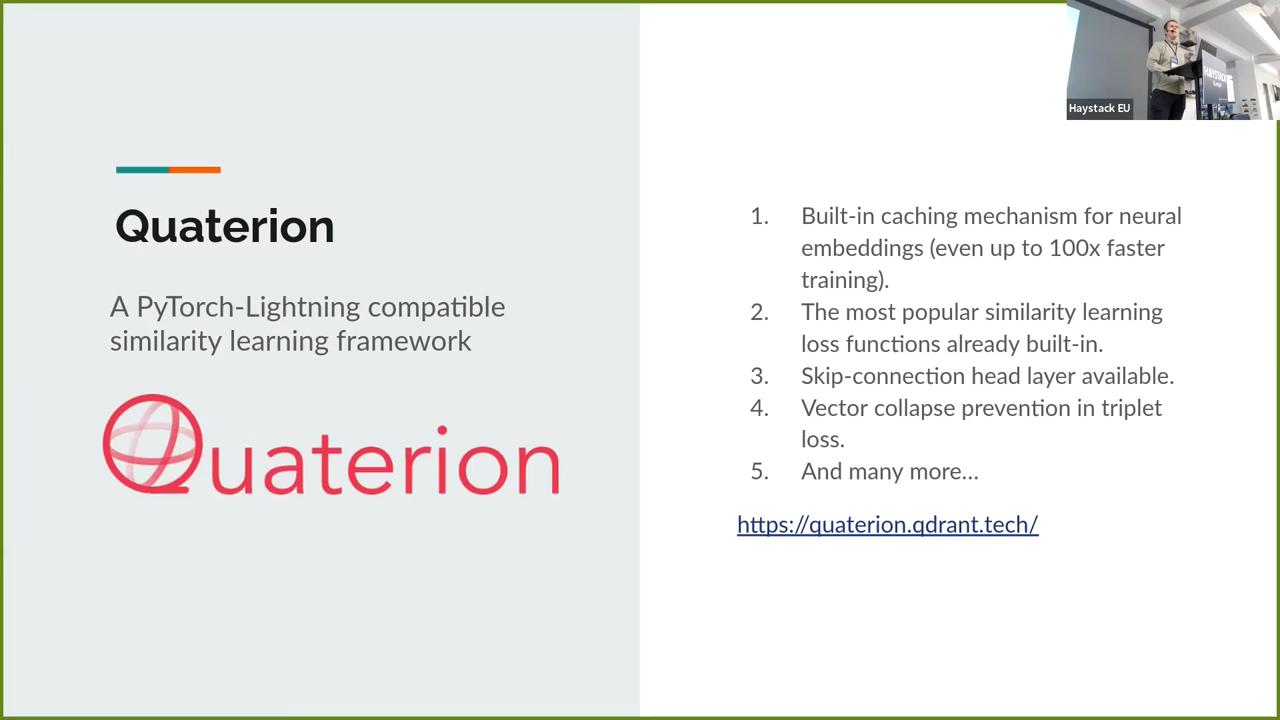 Haystack EU
HAYSTACK
Quaterion
A PyTorch-Lightning compatible
similarity learning framework
Quaterion
1. Built-in caching mechanism for neural
embeddings (even up to 100x faster
training).
2. The most popular similarity learning
loss functions already built-in.
3. Skip-connection head layer available.
4. Vector collapse prevention in triplet
loss.
5. And many more...
https://quaterion.qdrant.tech/